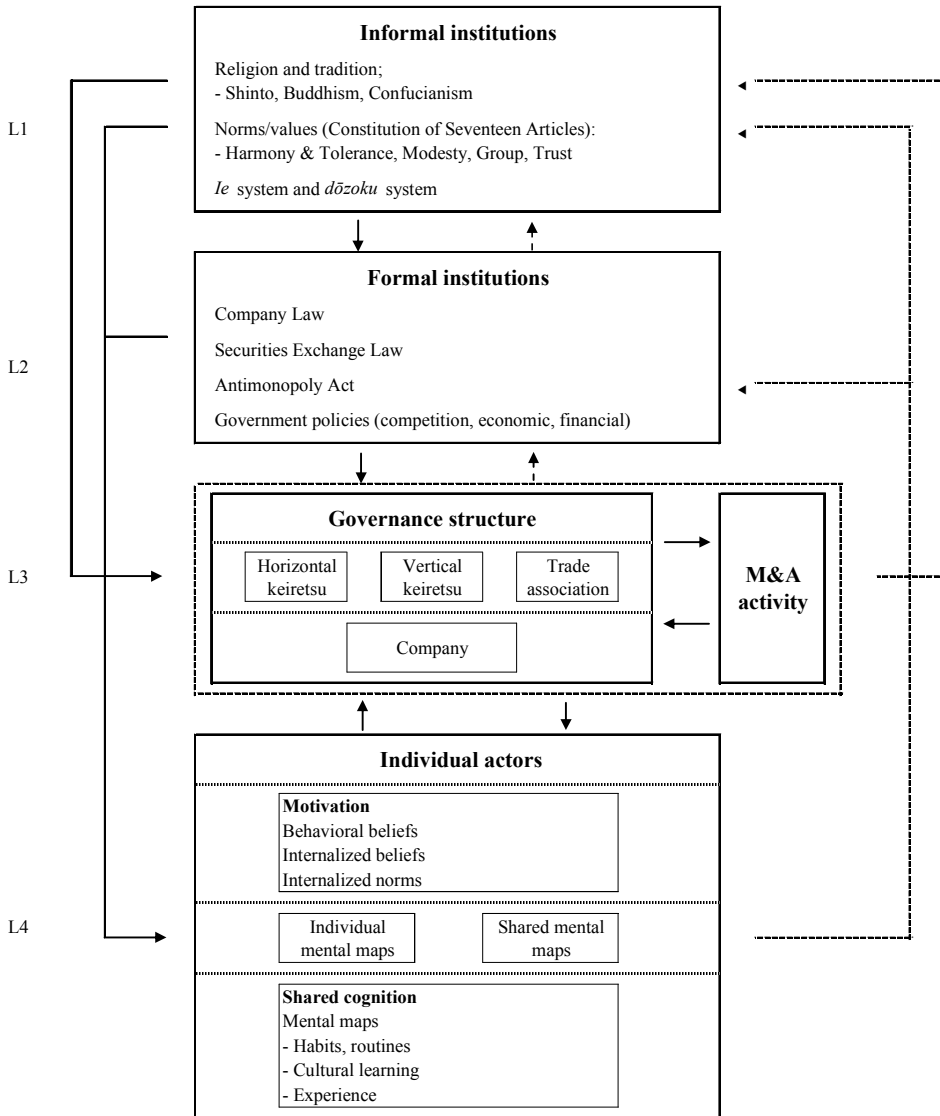 Informal institutions
Religion and tradition;
- Shinto, Buddhism, Confucianism
L1
Norms/values (Constitution of Seventeen Articles):
- Harmony & Tolerance, Modesty, Group, Trust
Ie system and dōzoku system
Formal institutions
Company Law
Securities Exchange Law
L2
Antimonopoly Act
Government policies (competition, economic, financial)
Governance structure
L3
Horizontal
keiretsu
Vertical
keiretsu
Trade
association
M&A
activity
Company
Individual actors
Motivation
Behavioral beliefs
Internalized beliefs
Internalized norms
L4
Individual
mental maps
Shared mental
maps
Shared cognition
Mental maps
- Habits, routines
- Cultural learning
- Experience